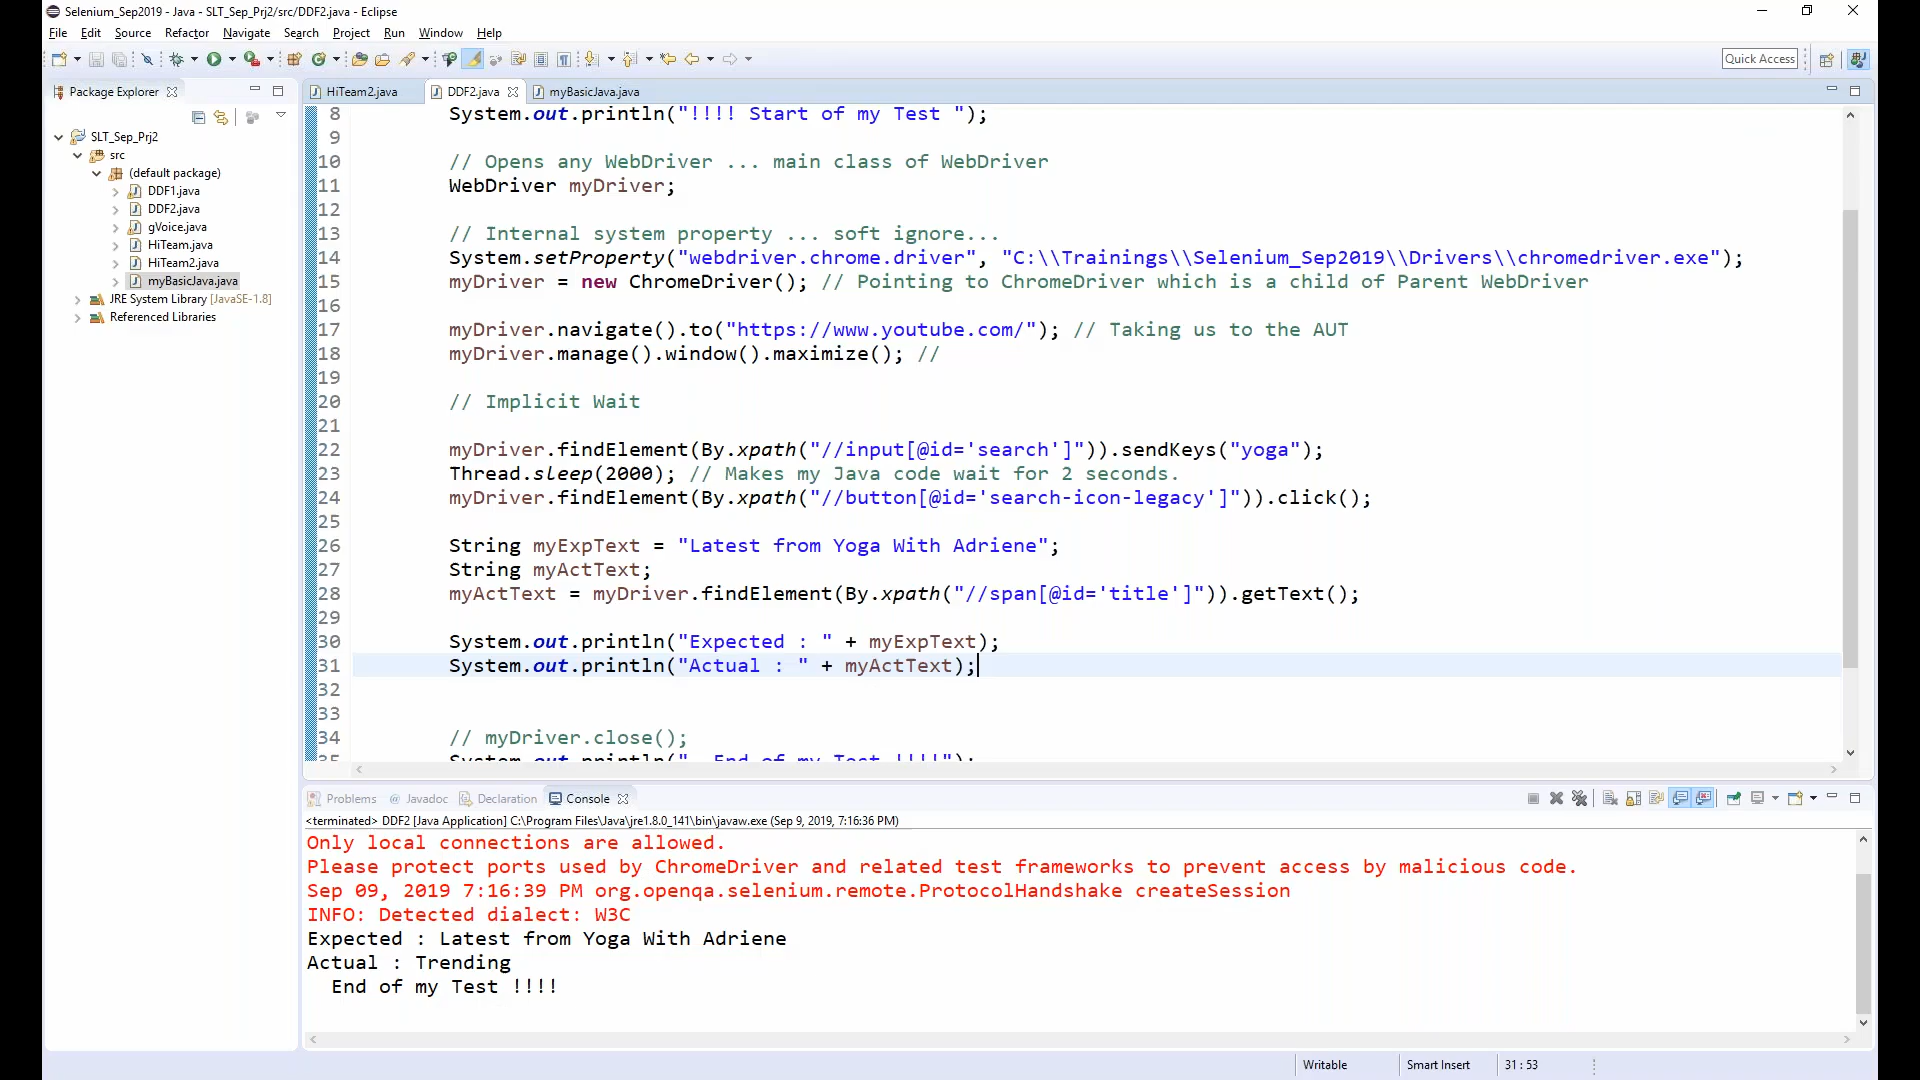 Selenium_Sep2019 - Java - SLT_Sep_Prj2/src/DDF2.java - Eclipse
File Edit Source Refactor Navigate Search Project Run Window Help
Quick Access
Package Explorer
SLT_Sep_Prj2
src
(default package)
DDF1.java
DDF2.java
gVoice.java
HiTeam.java
HiTeam2.java
myBasicJava.java
JRE System Library [JavaSE-1.8]
Referenced Libraries
HiTeam2.java DDF2.java myBasicJava.java
8 System.out.println("!!!! Start of my Test ");
9
10 // Opens any WebDriver ... main class of WebDriver
11 WebDriver myDriver;
12
13 // Internal system property ... soft ignore...
14 System.setProperty("webdriver.chrome.driver", "C:\\Trainings\\Selenium_Sep2019\\Drivers\\chromedriver.exe");
15 myDriver = new ChromeDriver(); // Pointing to ChromeDriver which is a child of Parent WebDriver
16
17 myDriver.navigate().to("https://www.youtube.com/"); // Taking us to the AUT
18 myDriver.manage().window().maximize(); //
19
20 // Implicit Wait
21
22 myDriver.findElement(By.xpath("//input[@id='search']")).sendKeys("yoga");
23 Thread.sleep(2000); // Makes my Java code wait for 2 seconds.
24 myDriver.findElement(By.xpath("//button[@id='search-icon-legacy']")).click();
25
26 String myExpText = "Latest from Yoga With Adriene";
27 String myActText;
28 myActText = myDriver.findElement(By.xpath("//span[@id='title']")).getText();
29
30 System.out.println("Expected : " + myExpText);
31 System.out.println("Actual : " + myActText);
32
33
34 // myDriver.close();
35 System.out.println("  End of my Test !!!!");
Problems Javadoc Declaration Console
<terminated> DDF2 [Java Application] C:\Program Files\Java\jre1.8.0_141\bin\javaw.exe (Sep 9, 2019, 7:16:36 PM)
Only local connections are allowed.
Please protect ports used by ChromeDriver and related test frameworks to prevent access by malicious code.
Sep 09, 2019 7:16:39 PM org.openqa.selenium.remote.ProtocolHandshake createSession
INFO: Detected dialect: W3C
Expected : Latest from Yoga With Adriene
Actual : Trending
End of my Test !!!!
Writable Smart Insert 31 : 53